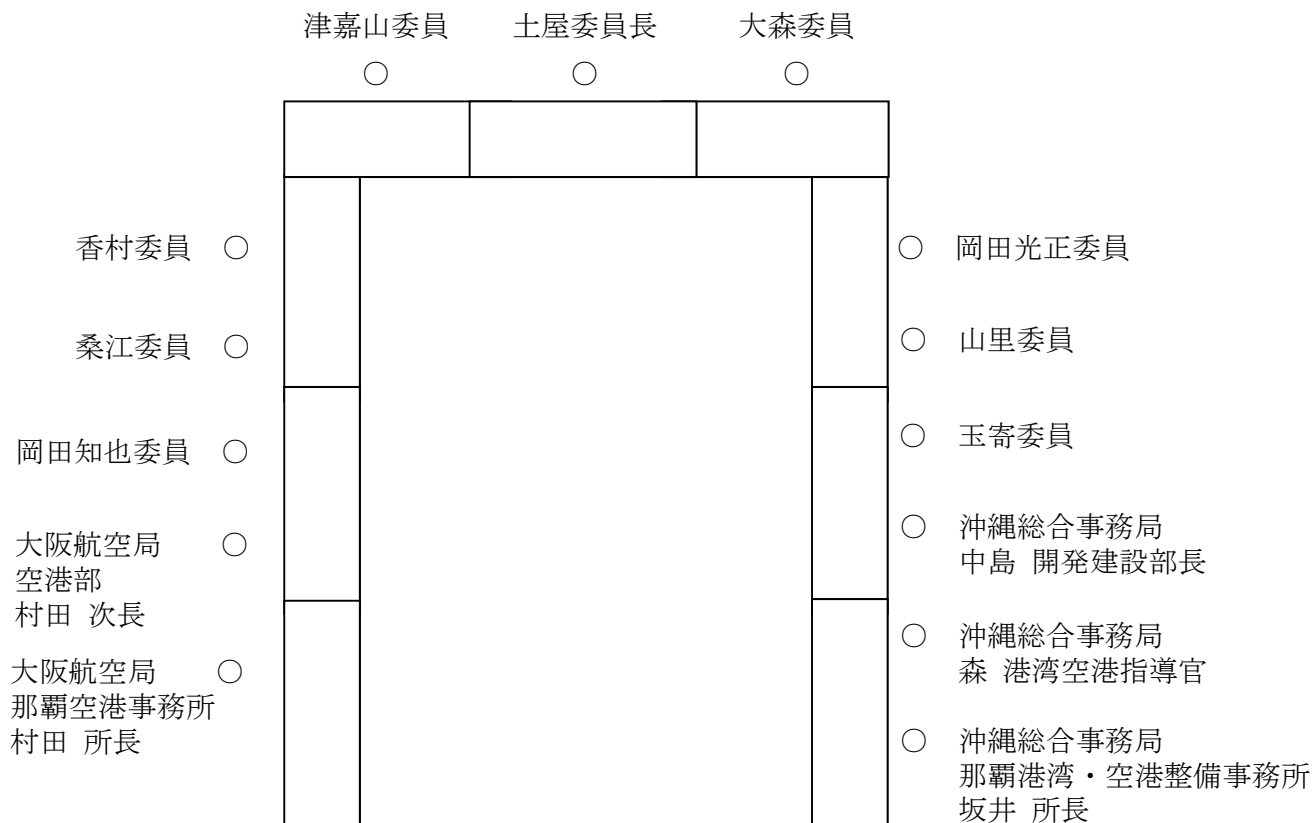 津嘉山委員 土屋委員長 大森委員
○ ○ ○
香村委員 ○
桑江委員 ○
岡田知也委員 ○
大阪航空局 ○
空港部
村田 次長
大阪航空局 ○
那覇空港事務所
村田 所長
○ 岡田光正委員
○ 山里委員
○ 玉寄委員
○ 沖縄総合事務局
中島 開発建設部長
○ 沖縄総合事務局
森 港湾空港指導官
○ 沖縄総合事務局
那覇港湾・空港整備事務所
坂井 所長